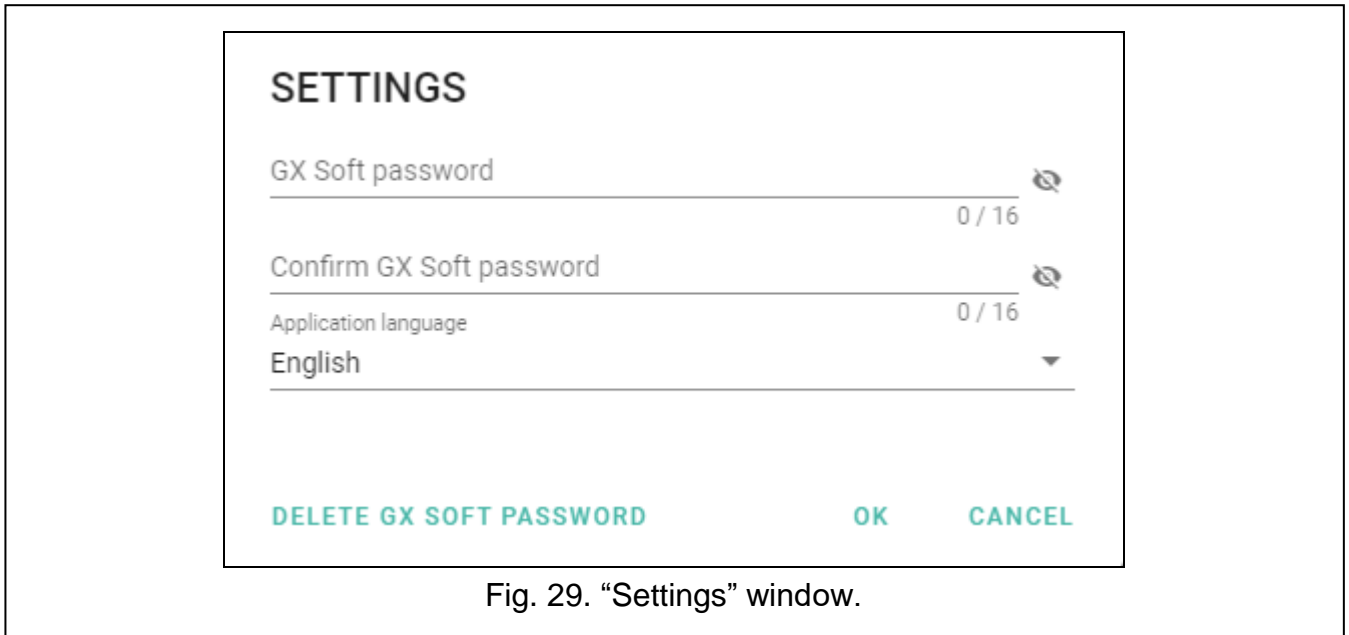 SETTINGS
GX Soft password
0 / 16
Confirm GX Soft password
0 / 16
Application language
English
DELETE GX SOFT PASSWORD OK CANCEL
Fig. 29. “Settings” window.